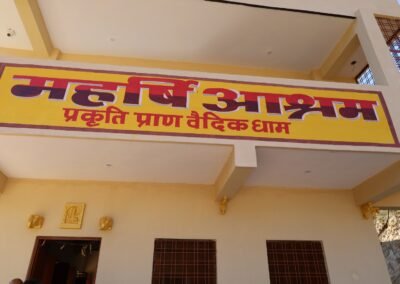 महर्षि आश्रम
प्रकृति प्राण वैदिक धाम